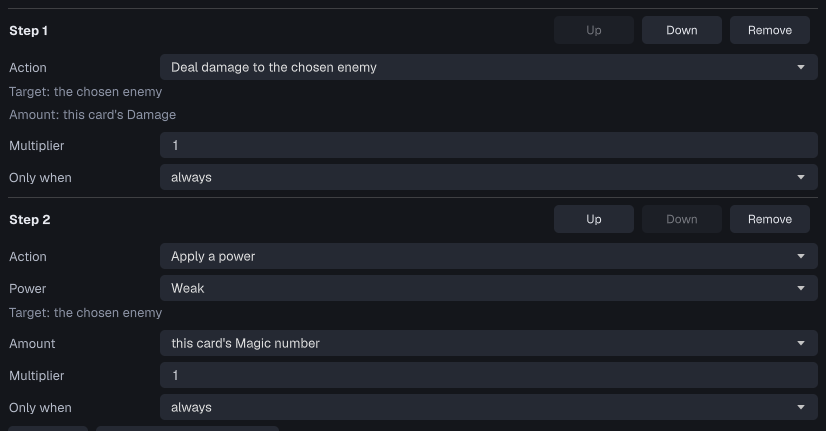 Step 1 Up Down Remove
Action Deal damage to the chosen enemy
Target: the chosen enemy
Amount: this card's Damage
Multiplier 1
Only when always
Step 2 Up Down Remove
Action Apply a power
Power Weak
Target: the chosen enemy
Amount this card's Magic number
Multiplier 1
Only when always